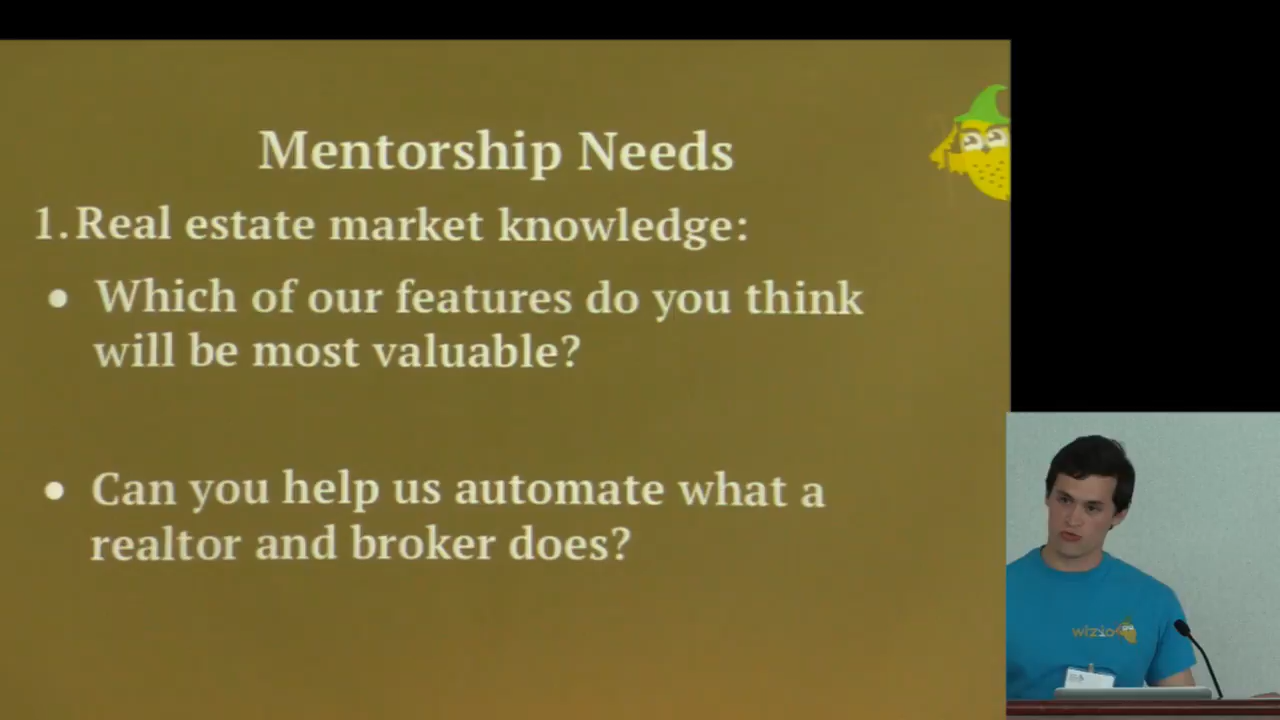 Mentorship Needs
1. Real estate market knowledge:
• Which of our features do you think
will be most valuable?
• Can you help us automate what a
realtor and broker does?
wizio